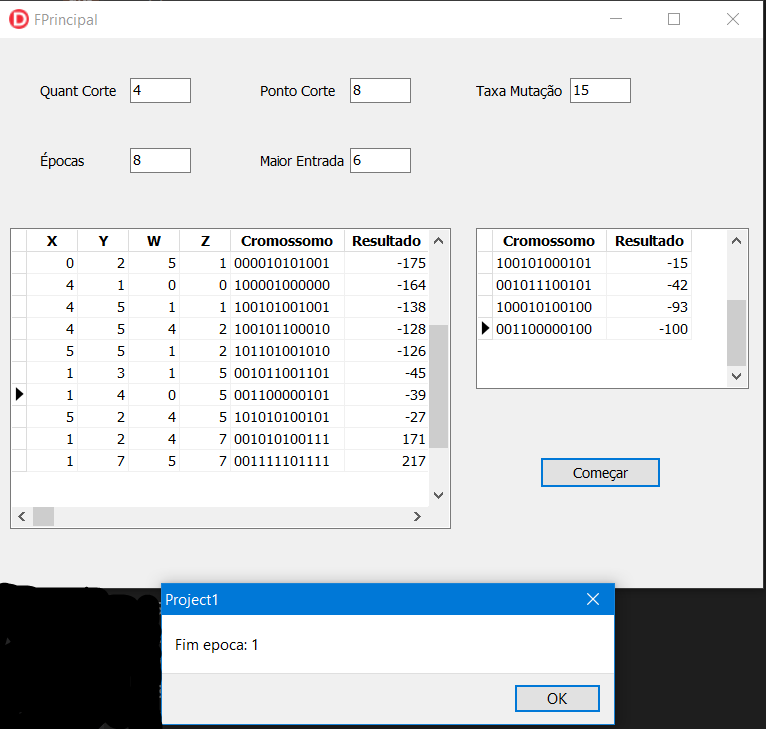 FPrincipal
Quant Corte 4 Ponto Corte 8 Taxa Mutação 15
Épocas 8 Maior Entrada 6
X Y W Z Cromossomo Resultado
0 2 5 1 000010101001 -175
4 1 0 0 100001000000 -164
4 5 1 1 100101001001 -138
4 5 4 2 100101100010 -128
5 5 1 2 101101001010 -126
1 3 1 5 001011001101 -45
1 4 0 5 001100000101 -39
5 2 4 5 101010100101 -27
1 2 4 7 001010100111 171
1 7 5 7 001111101111 217
Cromossomo Resultado
100101000101 -15
001011100101 -42
100010100100 -93
001100000100 -100
Começar
Project1
Fim epoca: 1
OK